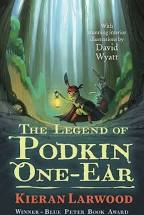 With
stunning interior
illustrations by
David
Wyatt
THE LEGEND OF
PODKIN
ONE-EAR
KIERAN LARWOOD
WINNER – BLUE PETER BOOK AWARD